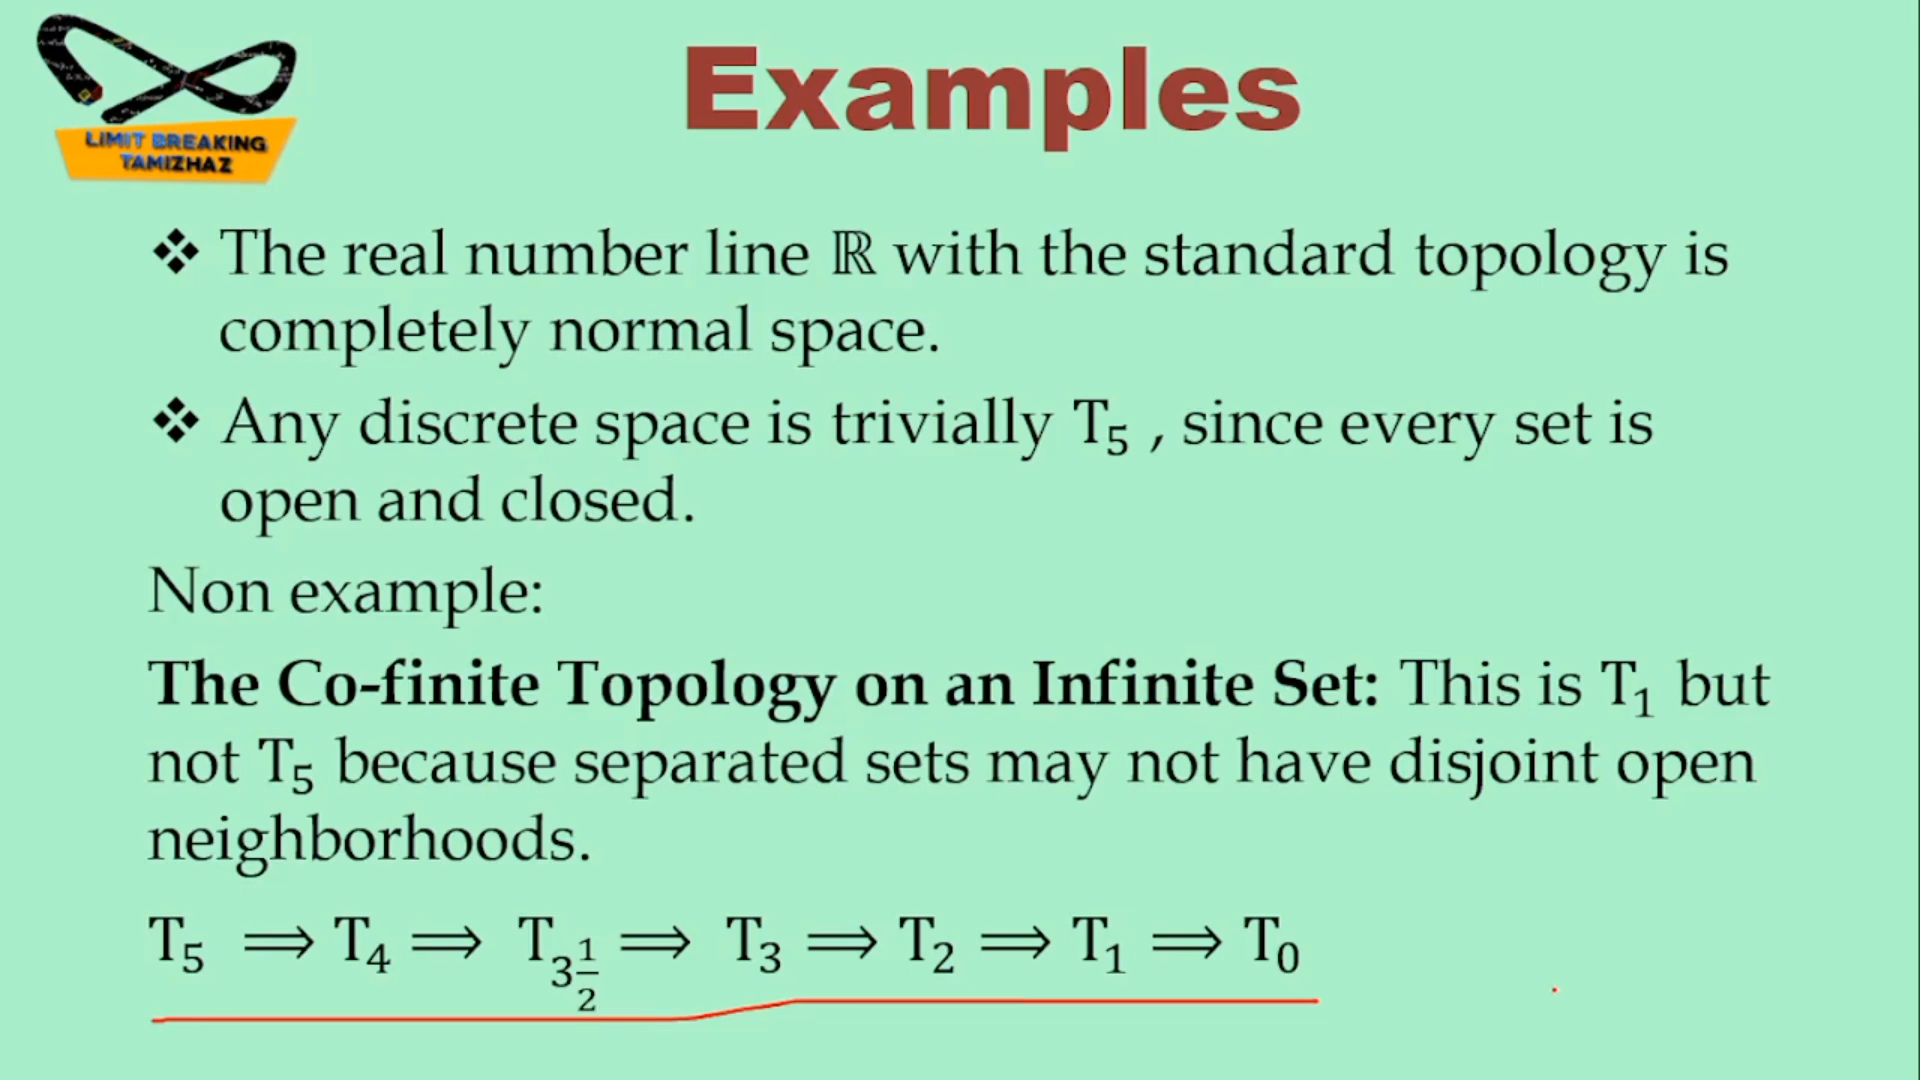 LIMIT BREAKING
TAMIZHAZ
Examples
❖ The real number line ℝ with the standard topology is
completely normal space.
❖ Any discrete space is trivially T₅ , since every set is
open and closed.
Non example:
The Co-finite Topology on an Infinite Set: This is T₁ but
not T₅ because separated sets may not have disjoint open
neighborhoods.
T₅ ⟹ T₄ ⟹ T₃½ ⟹ T₃ ⟹ T₂ ⟹ T₁ ⟹ T₀